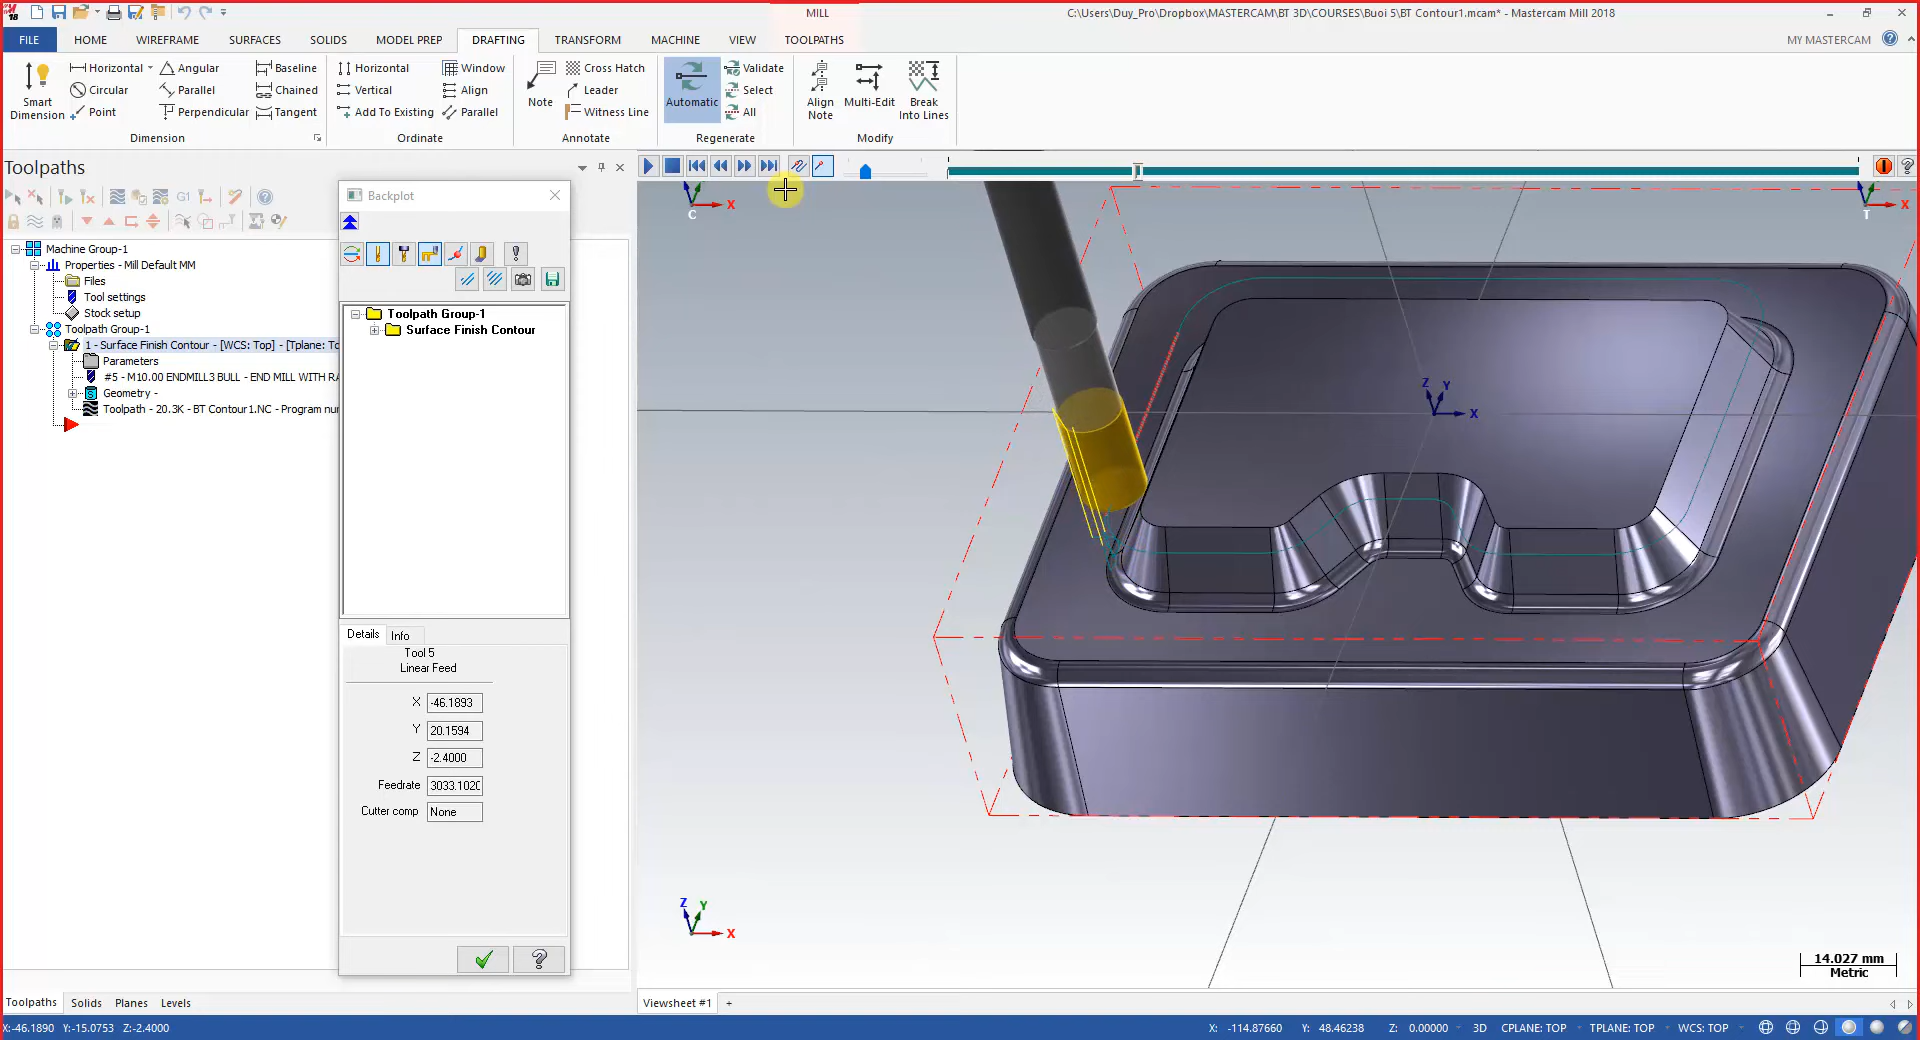 MILL
C:\Users\Duy_Pro\Dropbox\MASTERCAM\BT 3D\COURSES\Buoi 5\BT Contour1.mcam* - Mastercam Mill 2018
FILE HOME WIREFRAME SURFACES SOLIDS MODEL PREP DRAFTING TRANSFORM MACHINE VIEW TOOLPATHS MY MASTERCAM
Smart Dimension
Horizontal Angular Baseline
Circular Parallel Chained
Point Perpendicular Tangent
Dimension
Horizontal Window
Vertical Align
Add To Existing Parallel
Ordinate
Note
Cross Hatch
Leader
Witness Line
Annotate
Automatic
Validate
Select
All
Regenerate
Align Note
Multi-Edit
Break Into Lines
Modify
Toolpaths
G1
Machine Group-1
Properties - Mill Default MM
Files
Tool settings
Stock setup
Toolpath Group-1
1 - Surface Finish Contour - [WCS: Top] - [Tplane: To
Parameters
#5 - M10.00 ENDMILL3 BULL - END MILL WITH RA
Geometry -
Toolpath - 20.3K - BT Contour1.NC - Program nur
Backplot
Toolpath Group-1
Surface Finish Contour
Details Info
Tool 5
Linear Feed
X -46.1893
Y 20.1594
Z -2.4000
Feedrate 3033.102
Cutter comp None
X
C
X
T
Z Y
X
Z Y
X
14.027 mm
Metric
Toolpaths Solids Planes Levels
Viewsheet #1 +
X:-46.1890 Y:-15.0753 Z:-2.4000
X: -114.87660 Y: 48.46238 Z: 0.00000 3D CPLANE: TOP TPLANE: TOP WCS: TOP